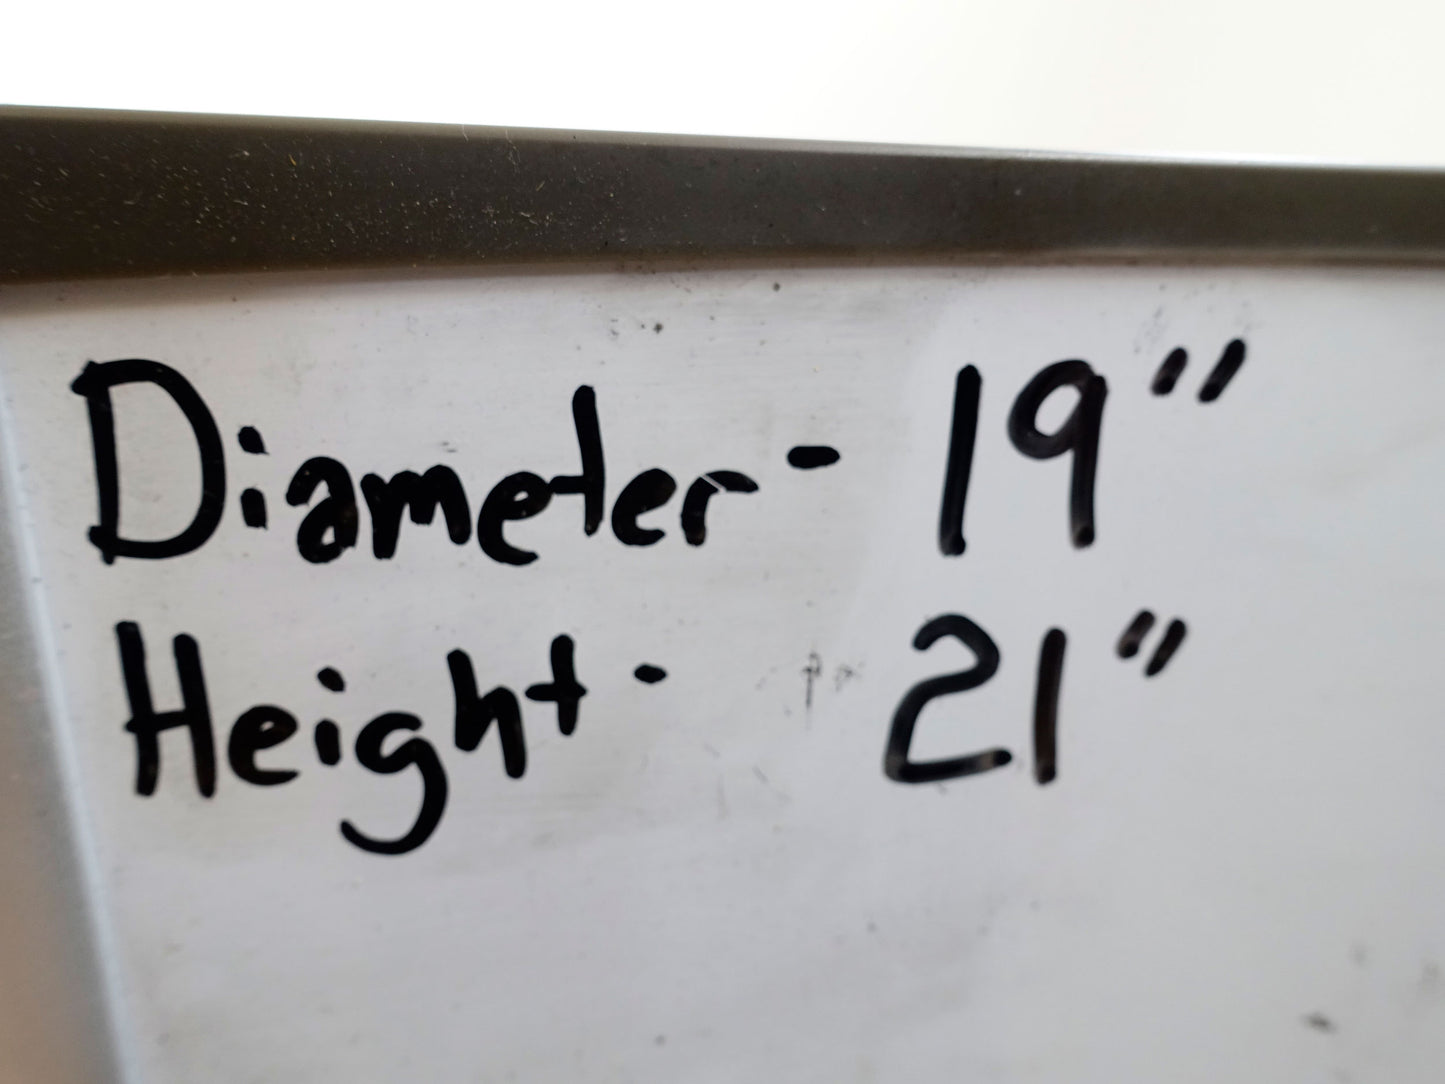 Diameter - 19"
Height - 21"